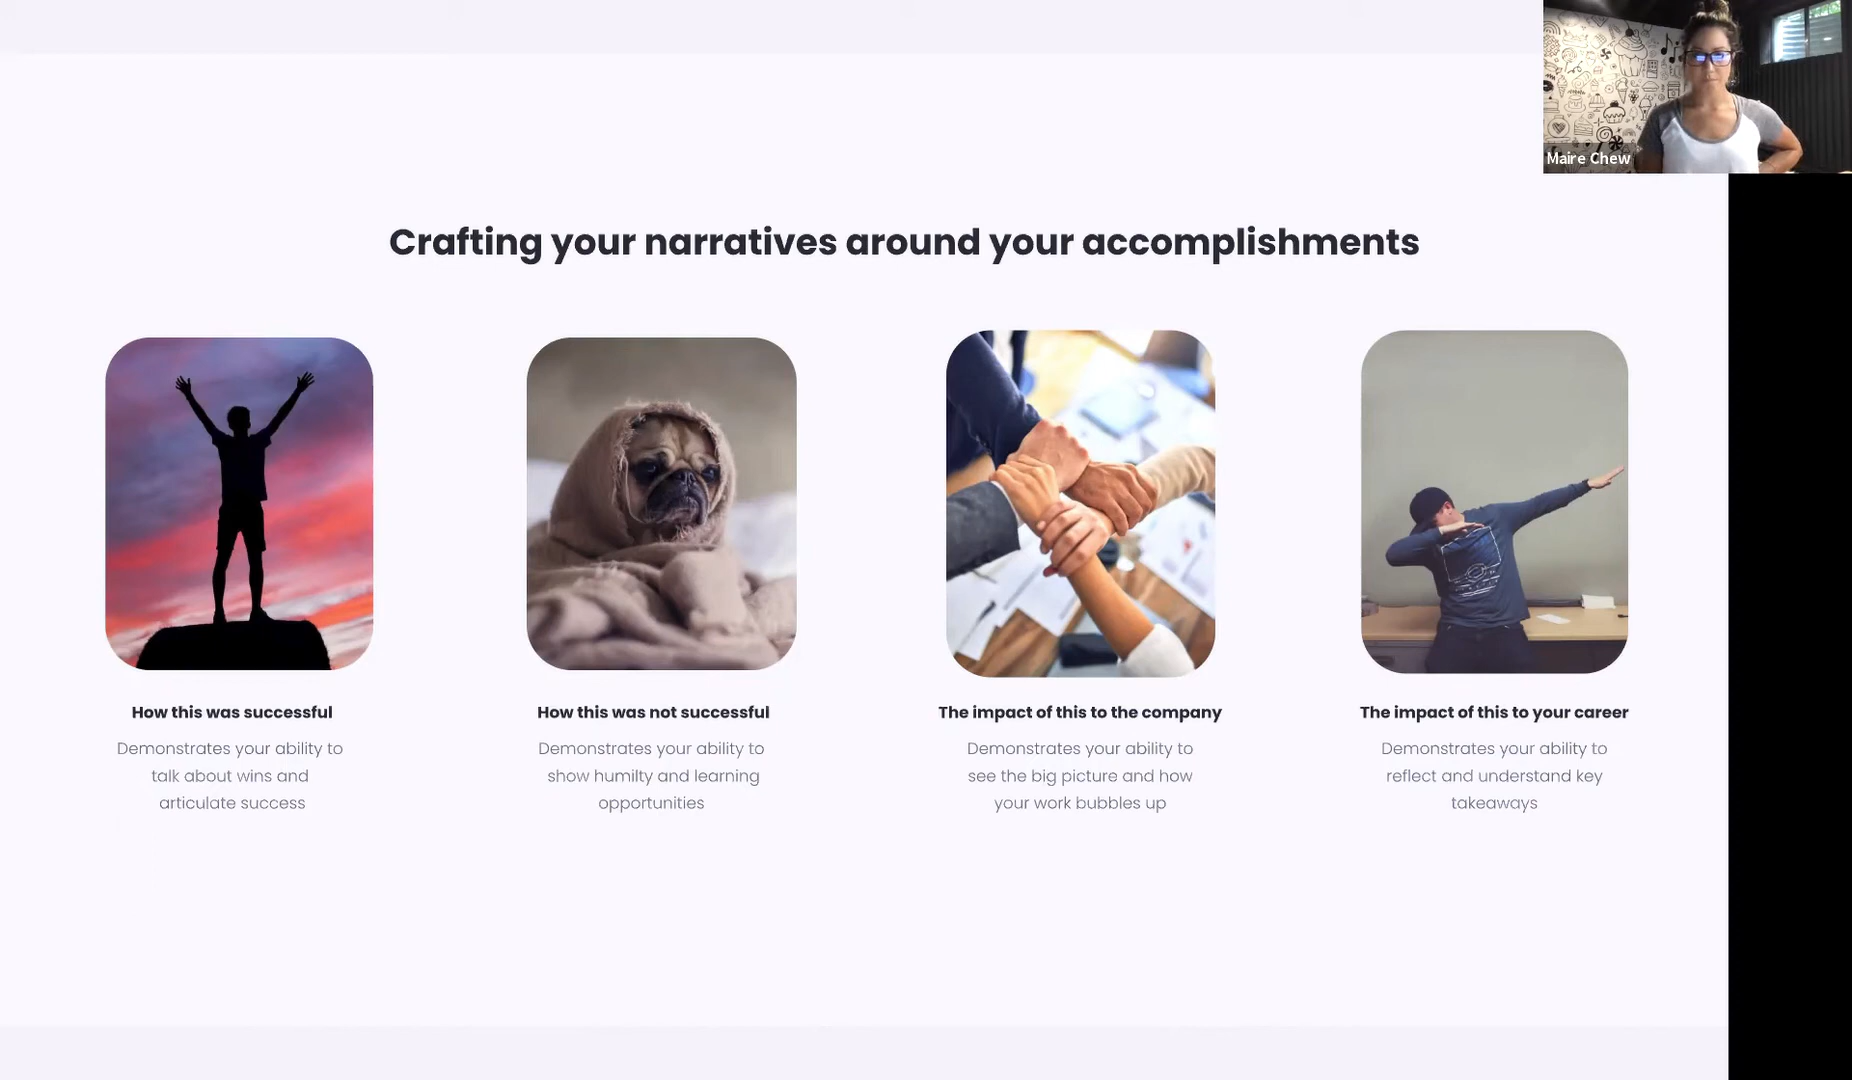 Maire Chew
Crafting your narratives around your accomplishments
How this was successful
Demonstrates your ability to
talk about wins and
articulate success
How this was not successful
Demonstrates your ability to
show humilty and learning
opportunities
The impact of this to the company
Demonstrates your ability to
see the big picture and how
your work bubbles up
The impact of this to your career
Demonstrates your ability to
reflect and understand key
takeaways